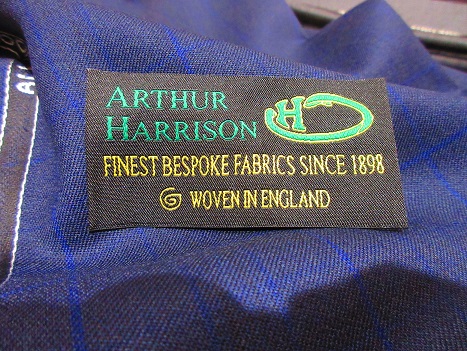 ARTHUR
HARRISON
H
FINEST BESPOKE FABRICS SINCE 1898
WOVEN IN ENGLAND